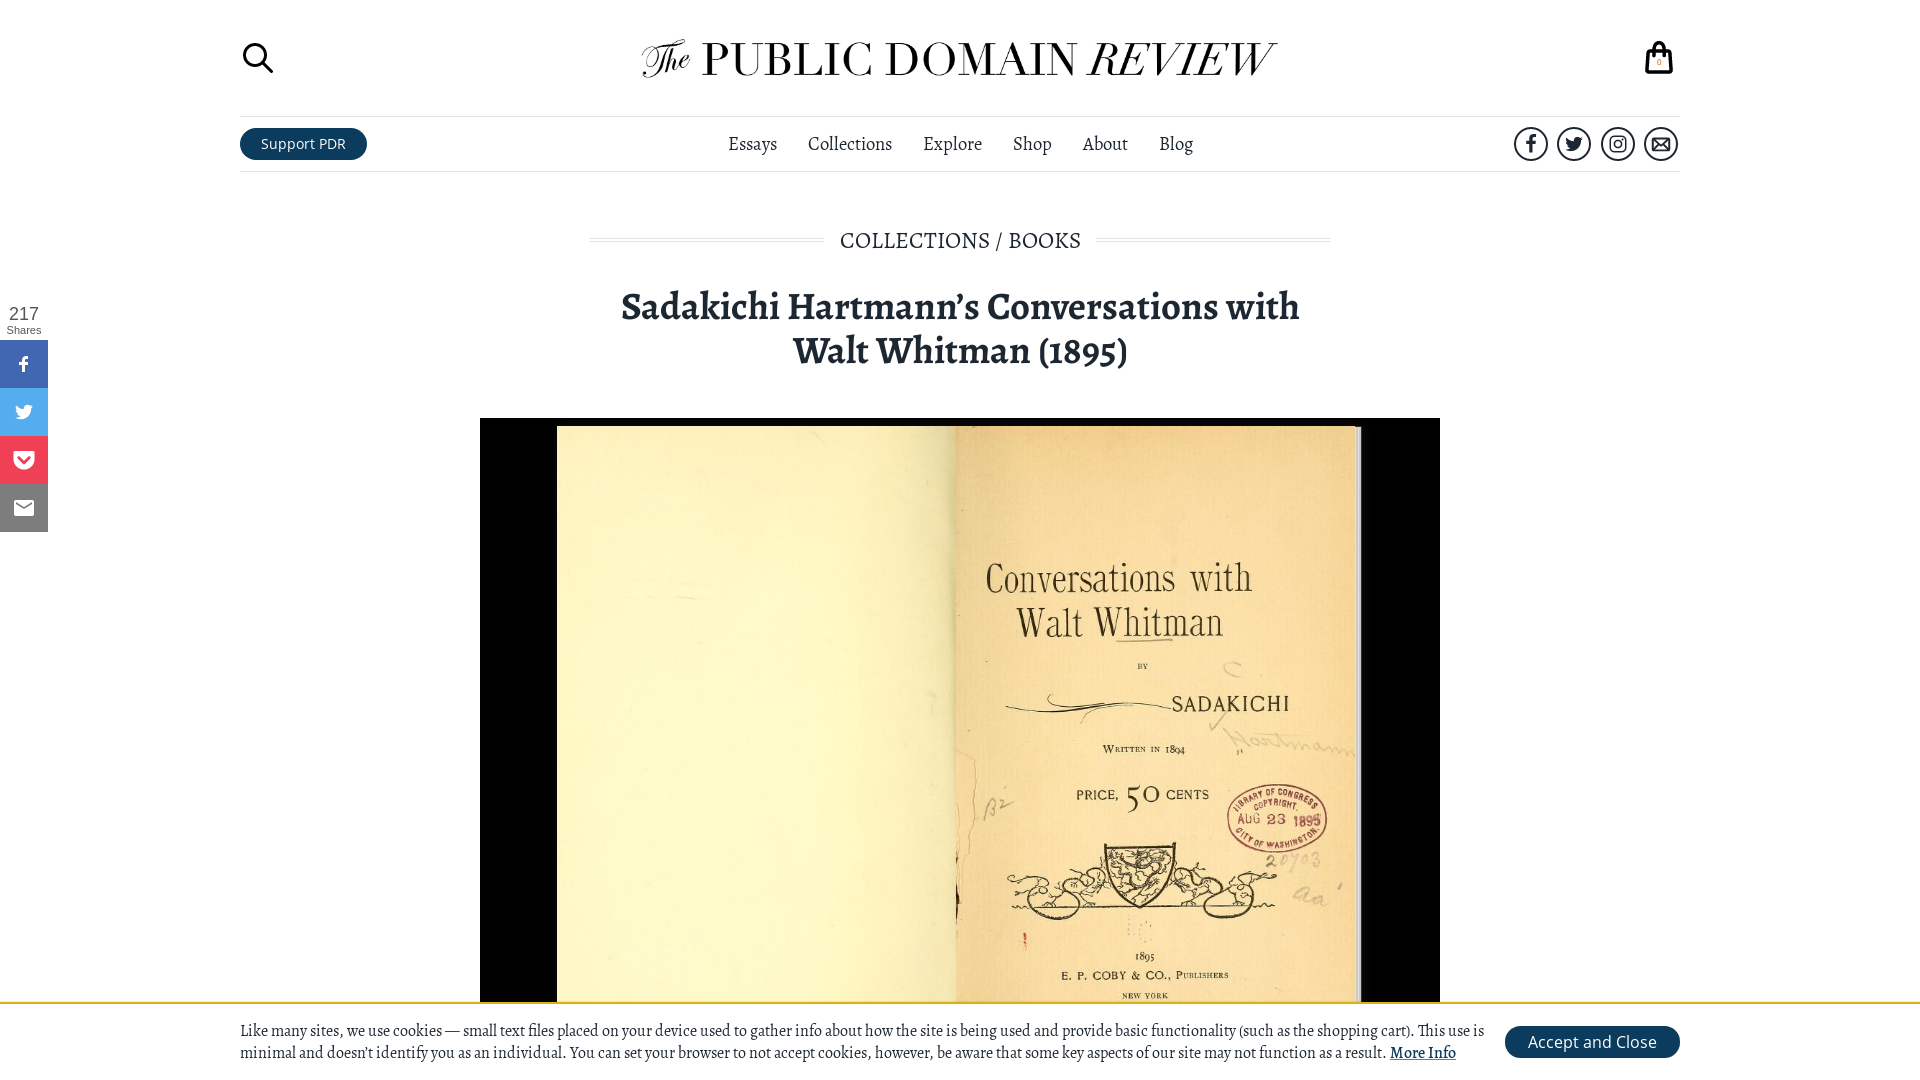 The PUBLIC DOMAIN REVIEW
0
Support PDR
Essays
Collections
Explore
Shop
About
Blog
COLLECTIONS / BOOKS
Sadakichi Hartmann’s Conversations with
Walt Whitman (1895)
217
Shares
Conversations with
Walt Whitman
BY
SADAKICHI
Hartmann
WRITTEN IN 1894
PRICE, 50 CENTS
B2
LIBRARY OF CONGRESS
COPYRIGHT.
AUG 23 1895
CITY OF WASHINGTON.
20703
aa
1895
E. P. COBY & CO., PUBLISHERS
NEW YORK
Like many sites, we use cookies — small text files placed on your device used to gather info about how the site is being used and provide basic functionality (such as the shopping cart). This use is
minimal and doesn’t identify you as an individual. You can set your browser to not accept cookies, however, be aware that some key aspects of our site may not function as a result. More Info
Accept and Close